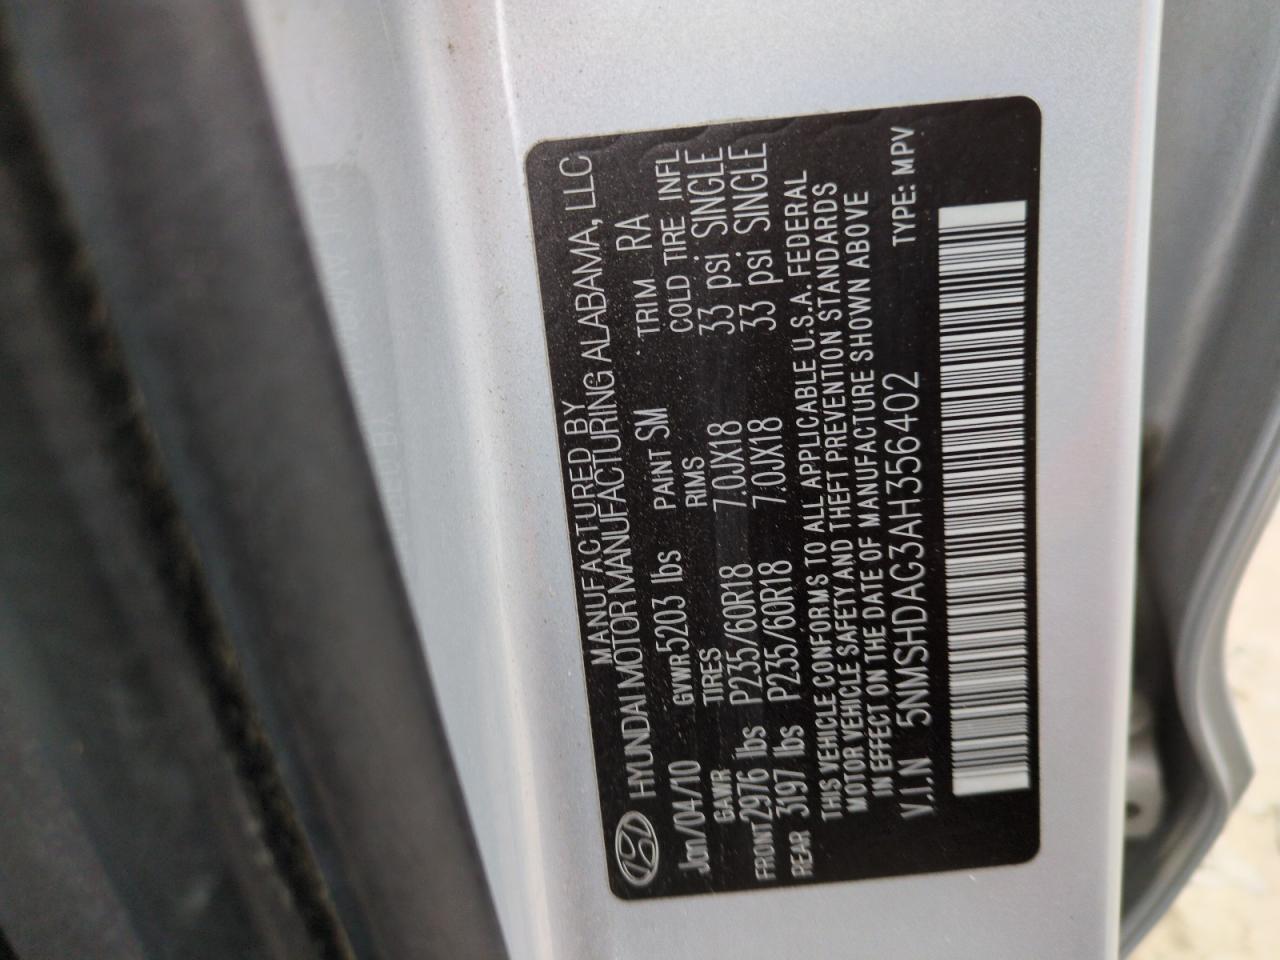 MANUFACTURED BY
HYUNDAI MOTOR MANUFACTURING ALABAMA, LLC
Jan/04/10 GVWR 5203 lbs PAINT SM TRIM RA
GAWR TIRES RIMS COLD TIRE INFL
FRONT 2976 lbs P235/60R18 7.0JX18 33 psi SINGLE
REAR 3197 lbs P235/60R18 7.0JX18 33 psi SINGLE
THIS VEHICLE CONFORMS TO ALL APPLICABLE U.S.A. FEDERAL
MOTOR VEHICLE SAFETY AND THEFT PREVENTION STANDARDS
IN EFFECT ON THE DATE OF MANUFACTURE SHOWN ABOVE
V.I.N 5NMSHDAG3AH356402 TYPE: MPV